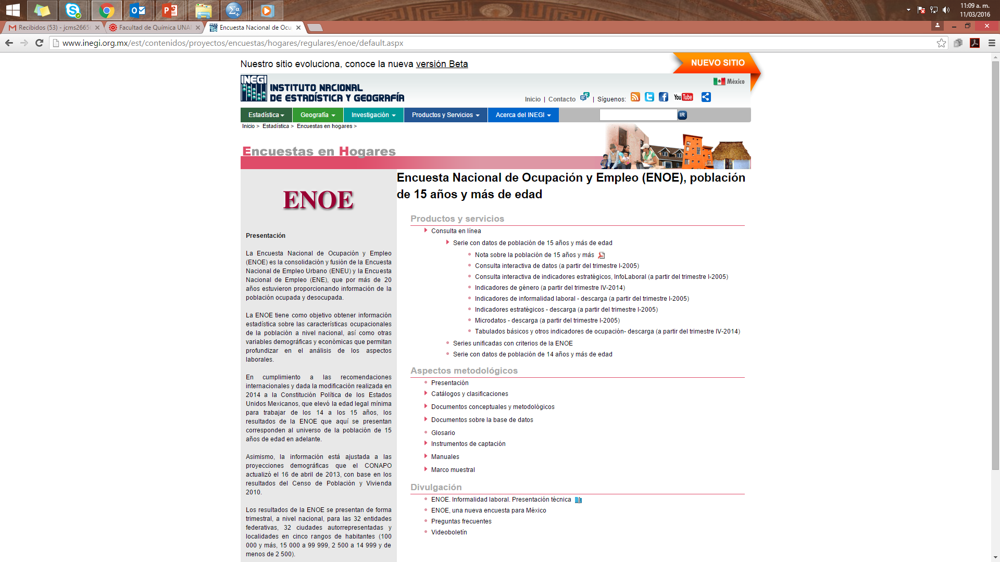 11:09 a. m.
11/03/2016
Recibidos (53) - jcms2665
Facultad de Química UNA
Encuesta Nacional de Ocu
www.inegi.org.mx/est/contenidos/proyectos/encuestas/hogares/regulares/enoe/default.aspx
Nuestro sitio evoluciona, conoce la nueva versión Beta
NUEVO SITIO
INEGI
INSTITUTO NACIONAL
DE ESTADÍSTICA Y GEOGRAFÍA
México
Inicio | Contacto | Síguenos: You Tube
Estadística Geografía Investigación Productos y Servicios Acerca del INEGI IR
Inicio > Estadística > Encuestas en hogares >
Encuestas en Hogares
ENOE
Presentación
La Encuesta Nacional de Ocupación y Empleo
(ENOE) es la consolidación y fusión de la Encuesta
Nacional de Empleo Urbano (ENEU) y la Encuesta
Nacional de Empleo (ENE), que por más de 20
años estuvieron proporcionando información de la
población ocupada y desocupada.
La ENOE tiene como objetivo obtener información
estadística sobre las características ocupacionales
de la población a nivel nacional, así como otras
variables demográficas y económicas que permitan
profundizar en el análisis de los aspectos
laborales.
En cumplimiento a las recomendaciones
internacionales y dada la modificación realizada en
2014 a la Constitución Política de los Estados
Unidos Mexicanos, que elevó la edad legal mínima
para trabajar de los 14 a los 15 años, los
resultados de la ENOE que aquí se presentan
corresponden al universo de la población de 15
años de edad en adelante.
Asimismo, la información está ajustada a las
proyecciones demográficas que el CONAPO
actualizó el 16 de abril de 2013, con base en los
resultados del Censo de Población y Vivienda
2010.
Los resultados de la ENOE se presentan de forma
trimestral, a nivel nacional, para las 32 entidades
federativas, 32 ciudades autorrepresentadas y
localidades en cinco rangos de habitantes (100
000 y más, 15 000 a 99 999, 2 500 a 14 999 y de
menos de 2 500).
Encuesta Nacional de Ocupación y Empleo (ENOE), población
de 15 años y más de edad
Productos y servicios
Consulta en línea
Serie con datos de población de 15 años y más de edad
Nota sobre la población de 15 años y más
Consulta interactiva de datos (a partir del trimestre I-2005)
Consulta interactiva de indicadores estratégicos, InfoLaboral (a partir del trimestre I-2005)
Indicadores de género (a partir del trimestre IV-2014)
Indicadores de informalidad laboral - descarga (a partir del trimestre I-2005)
Indicadores estratégicos - descarga (a partir del trimestre I-2005)
Microdatos - descarga (a partir del trimestre I-2005)
Tabulados básicos y otros indicadores de ocupación- descarga (a partir del trimestre IV-2014)
Series unificadas con criterios de la ENOE
Serie con datos de población de 14 años y más de edad
Aspectos metodológicos
Presentación
Catálogos y clasificaciones
Documentos conceptuales y metodológicos
Documentos sobre la base de datos
Glosario
Instrumentos de captación
Manuales
Marco muestral
Divulgación
ENOE. Informalidad laboral. Presentación técnica
ENOE, una nueva encuesta para México
Preguntas frecuentes
Videoboletín